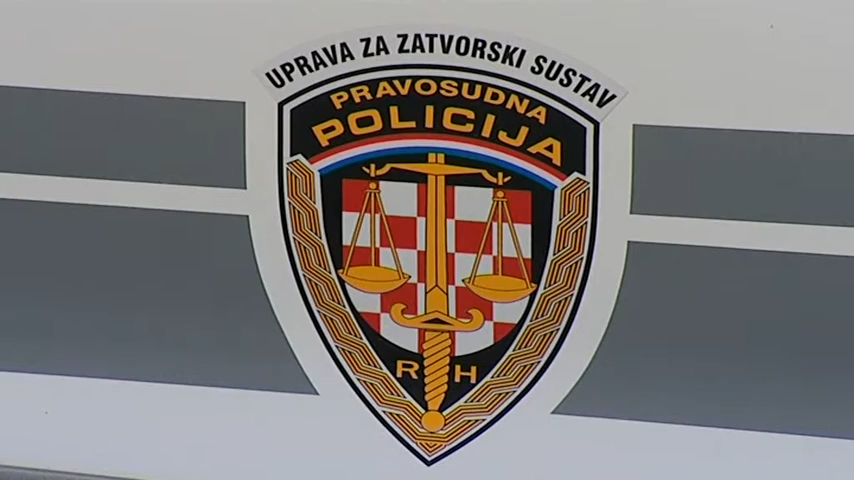 UPRAVA ZA ZATVORSKI SUSTAV
PRAVOSUDNA
POLICIJA
R H